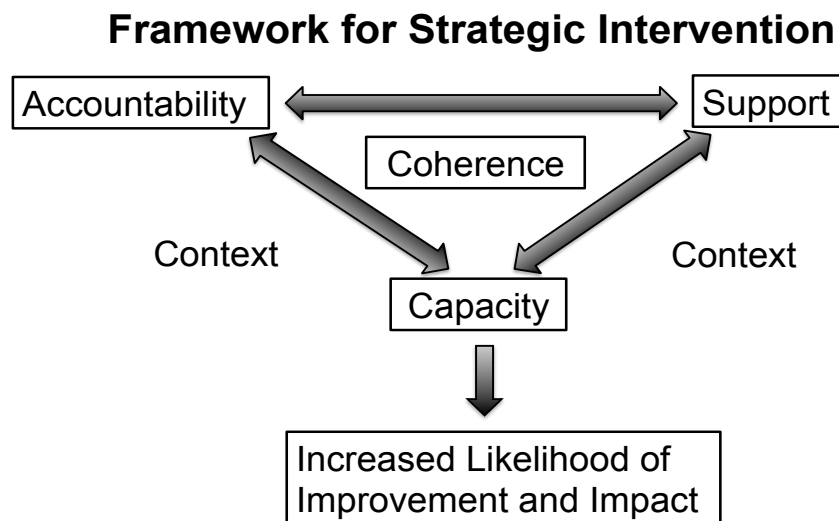 Framework for Strategic Intervention
Accountability
Support
Coherence
Context
Context
Capacity
Increased Likelihood of
Improvement and Impact